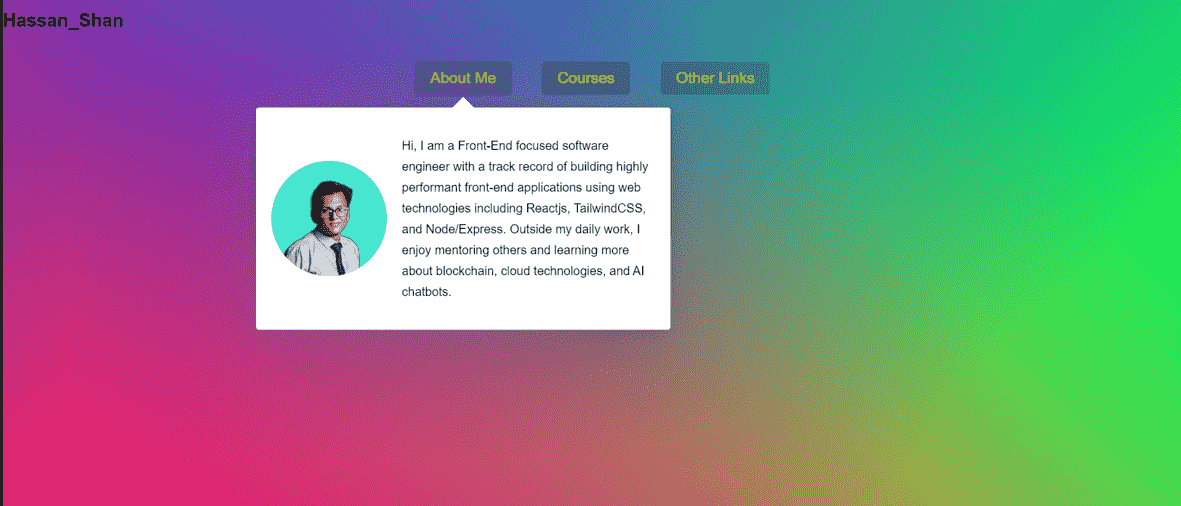 Hassan_Shan
About Me
Courses
Other Links
Hi, I am a Front-End focused software
engineer with a track record of building highly
performant front-end applications using web
technologies including Reactjs, TailwindCSS,
and Node/Express. Outside my daily work, I
enjoy mentoring others and learning more
about blockchain, cloud technologies, and AI
chatbots.